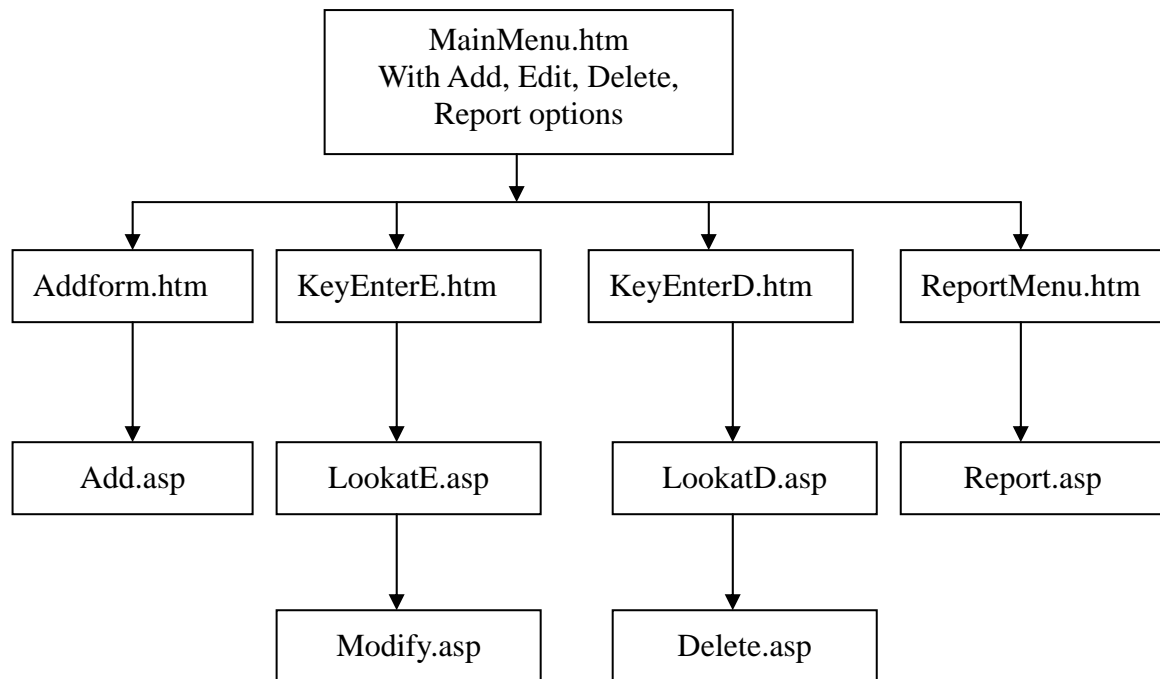 MainMenu.htm
With Add, Edit, Delete,
Report options
Addform.htm
KeyEnterE.htm
KeyEnterD.htm
ReportMenu.htm
Add.asp
LookatE.asp
LookatD.asp
Report.asp
Modify.asp
Delete.asp